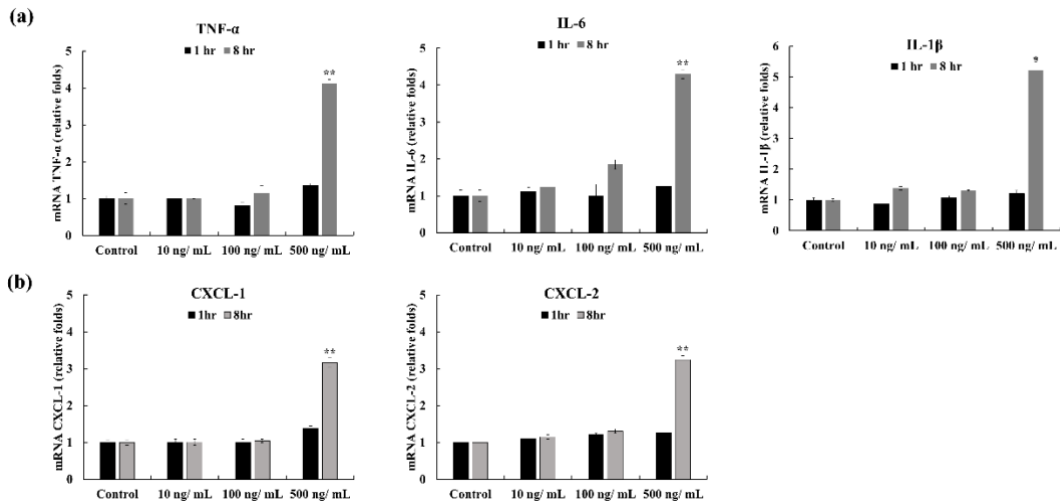 (a)
TNF-α
1 hr 8 hr
mRNA TNF-α (relative folds)
5
4
3
2
1
0
**
Control 10 ng/ mL 100 ng/ mL 500 ng/ mL
IL-6
1 hr 8 hr
mRNA IL-6 (relative folds)
5
4
3
2
1
0
**
Control 10 ng/ mL 100 ng/ mL 500 ng/ mL
IL-1β
1 hr 8 hr
mRNA IL-1β (relative folds)
6
5
4
3
2
1
0
*
Control 10 ng/ mL 100 ng/ mL 500 ng/ mL
(b)
CXCL-1
1hr 8hr
mRNA CXCL-1 (relative folds)
5
4
3
2
1
0
**
Control 10 ng/ mL 100 ng/ mL 500 ng/ mL
CXCL-2
1hr 8hr
mRNA CXCL-2 (relative folds)
5
4
3
2
1
0
**
Control 10 ng/ mL 100 ng/ mL 500 ng/ mL